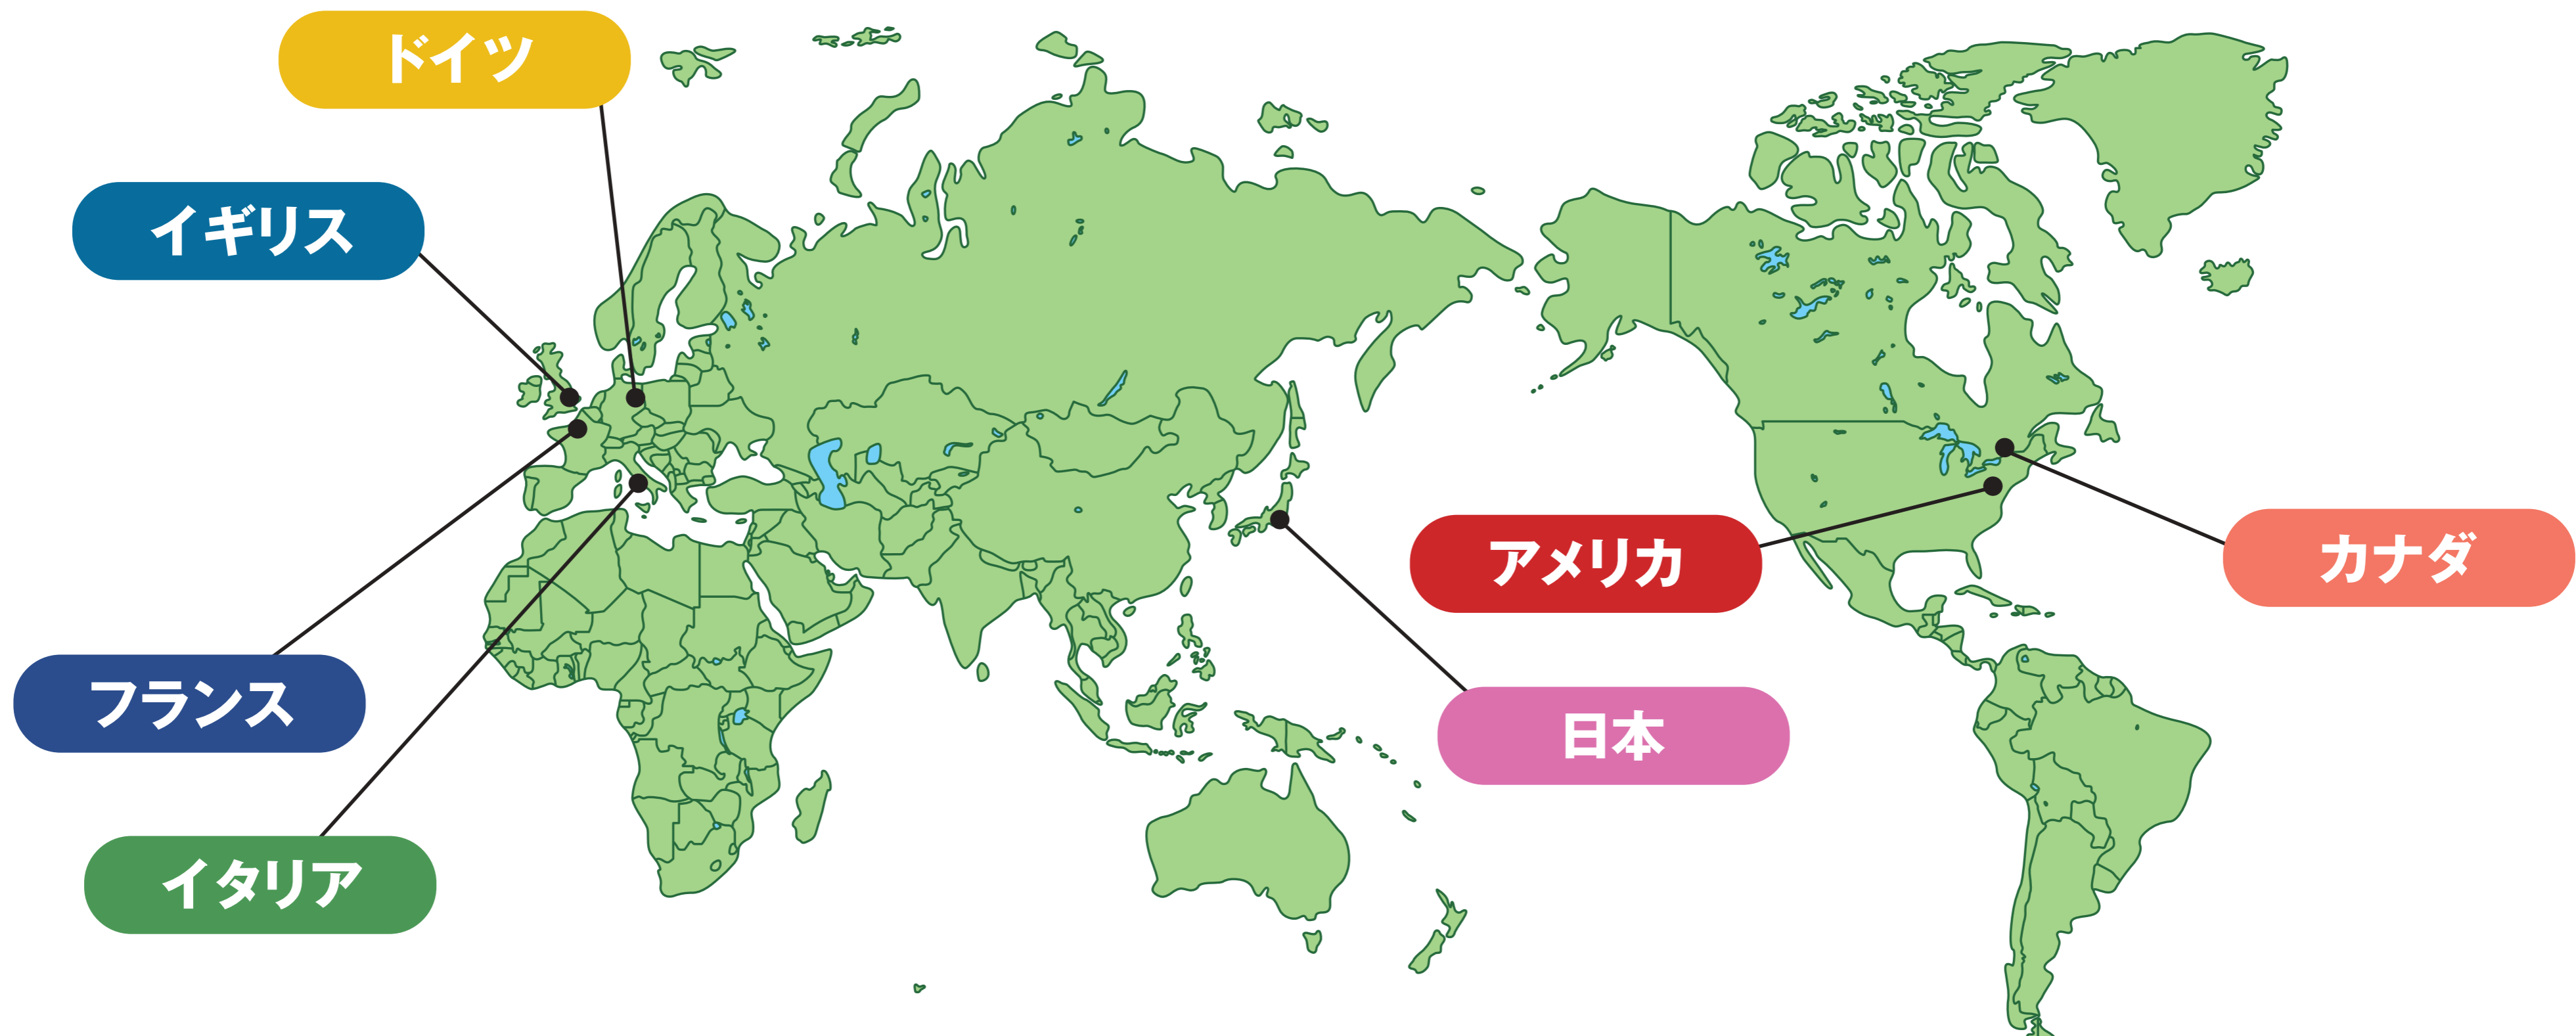 ドイツ
イギリス
アメリカ
カナダ
フランス
日本
イタリア